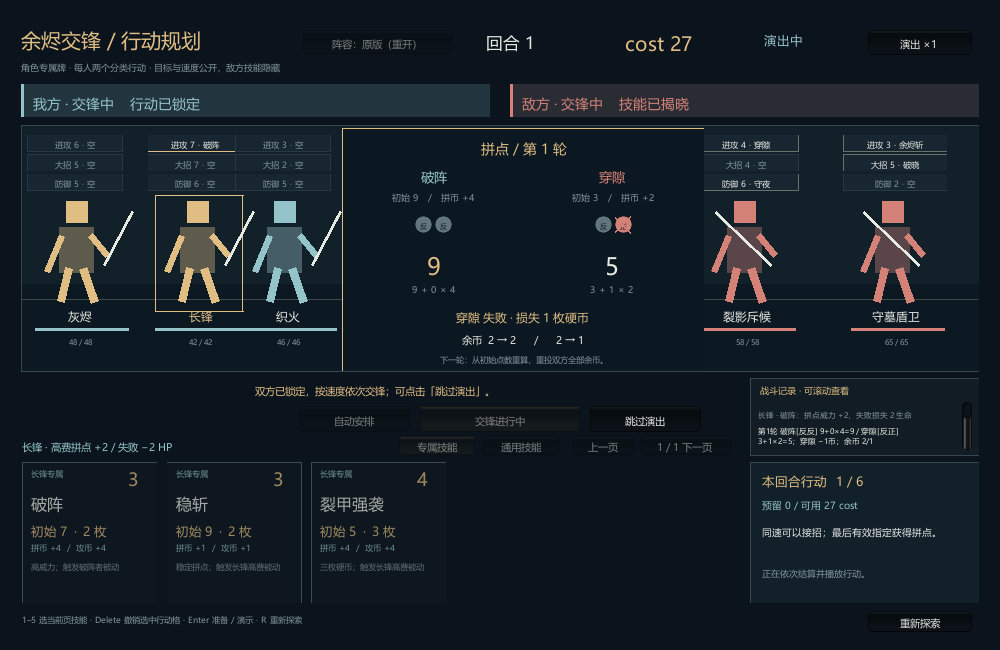 余烬交锋 / 行动规划
阵容：原版（重开）
回合 1
cost 27
演出中
演出 ×1
角色专属牌 · 每人两个分类行动 · 目标与速度公开，敌方技能隐藏
我方 · 交锋中　行动已锁定
敌方 · 交锋中　技能已揭晓
进攻 6 · 空
大招 5 · 空
防御 5 · 空
进攻 7 · 破阵
大招 7 · 空
防御 6 · 空
进攻 3 · 空
大招 2 · 空
防御 5 · 空
拼点 / 第 1 轮
破阵
初始 9　/　拼币 +4
反 反
9
9 + 0 × 4
穿隙
初始 3　/　拼币 +2
反 正
5
3 + 1 × 2
穿隙 失败 · 损失 1 枚硬币
余币　2 → 2　/　2 → 1
下一轮：从初始点数重算，重投双方全部余币。
进攻 4 · 穿隙
大招 4 · 空
防御 6 · 守夜
进攻 3 · 余烬斩
大招 5 · 破晓
防御 2 · 空
灰烬
48 / 48
长锋
42 / 42
织火
46 / 46
裂影斥候
58 / 58
守墓盾卫
65 / 65
双方已锁定，按速度依次交锋；可点击「跳过演出」。
自动安排
交锋进行中
跳过演出
长锋 · 高费拼点 +2 / 失败 −2 HP
专属技能
通用技能
上一页
1 / 1 下一页
长锋专属
3
破阵
初始 7 · 2 枚
拼币 +4 / 攻币 +4
高威力；触发破阵者被动
长锋专属
3
稳斩
初始 9 · 2 枚
拼币 +1 / 攻币 +1
稳定拼点；触发长锋高费被动
长锋专属
4
裂甲强袭
初始 5 · 3 枚
拼币 +4 / 攻币 +4
三枚硬币；触发长锋高费被动
战斗记录 · 可滚动查看
长锋 · 破阵：拼点威力 +2，失败损失 2 生命
第1轮 破阵[反反] 9+0×4=9 / 穿隙[反正]
3+1×2=5；穿隙 −1币；余币 2/1
本回合行动　1 / 6
预留 0 / 可用 27 cost
同速可以接招；最后有效指定获得拼点。
正在依次结算并播放行动。
1–5 选当前页技能 · Delete 撤销选中行动格 · Enter 准备 / 演示 · R 重新探索
重新探索